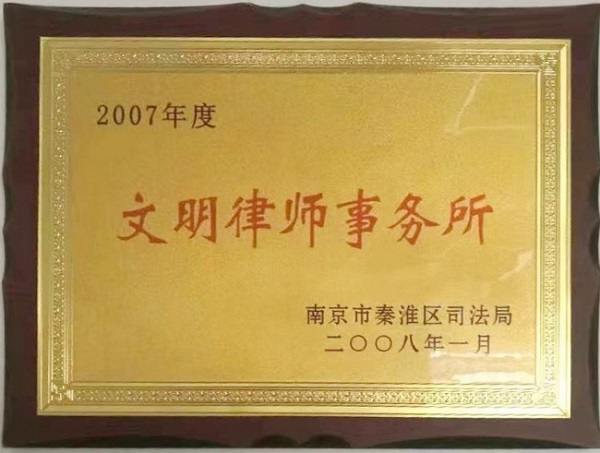 2007年度
文明律师事务所
南京市秦淮区司法局
二〇〇八年一月